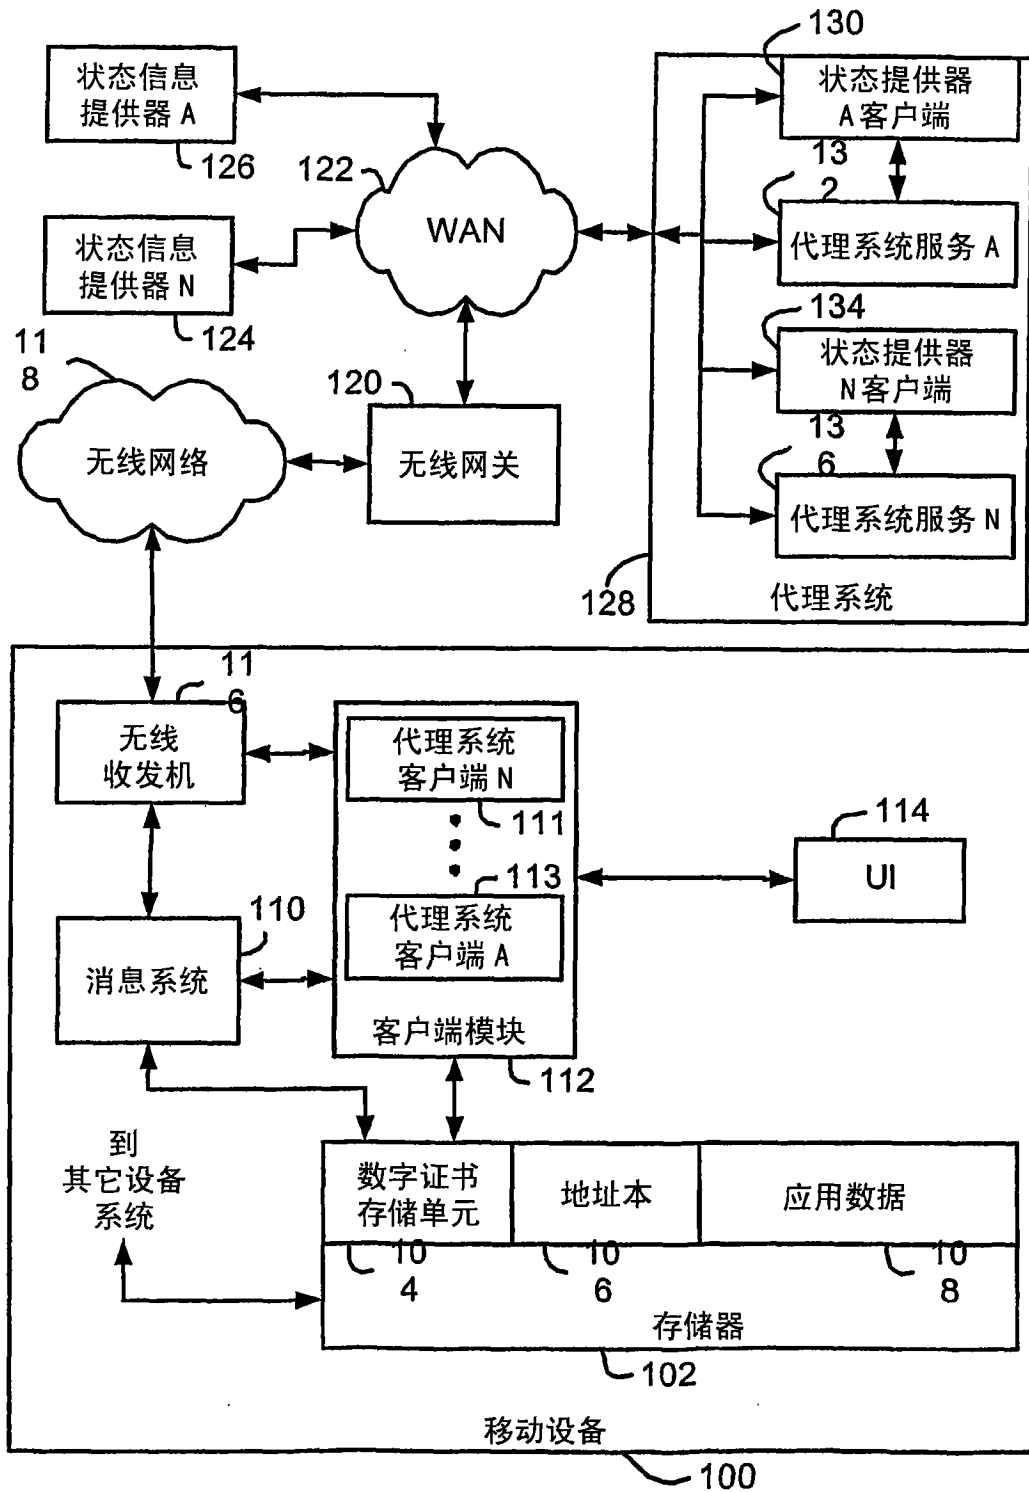 130
状态信息
提供器 A
126
状态提供器
A 客户端
13
2
122
WAN
代理系统服务 A
状态信息
提供器 N
124
134
状态提供器
N 客户端
11
8
120
13
6
无线网络
无线网关
代理系统服务 N
128
代理系统
11
6
无线
收发机
代理系统
客户端 N
111
114
UI
113
110
代理系统
客户端 A
消息系统
客户端模块
112
到
其它设备
系统
数字证书
存储单元
地址本
应用数据
10
4
10
6
10
8
存储器
102
移动设备
100